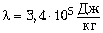 λ = 3,4 · 10⁵ Дж/кг